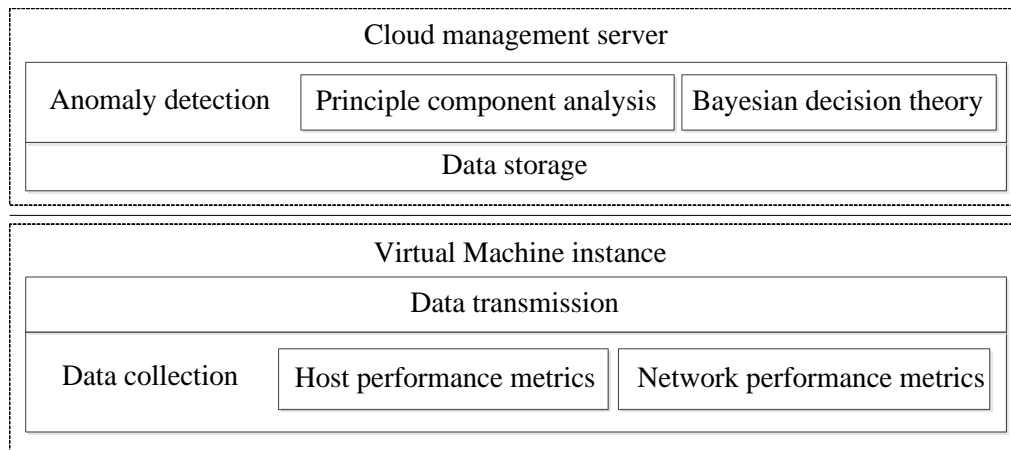 Cloud management server
Anomaly detection
Principle component analysis
Bayesian decision theory
Data storage
Virtual Machine instance
Data transmission
Data collection
Host performance metrics
Network performance metrics